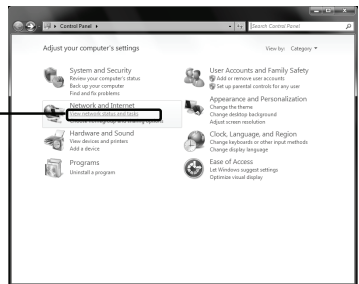 Control Panel
Search Control Panel
Adjust your computer's settings
View by: Category
System and Security
Review your computer's status
Back up your computer
Find and fix problems
Network and Internet
View network status and tasks
Hardware and Sound
View devices and printers
Add a device
Programs
Uninstall a program
User Accounts and Family Safety
Add or remove user accounts
Set up parental controls for any user
Appearance and Personalization
Change the theme
Change desktop background
Adjust screen resolution
Clock, Language, and Region
Change keyboards or other input methods
Change display language
Ease of Access
Let Windows suggest settings
Optimize visual display